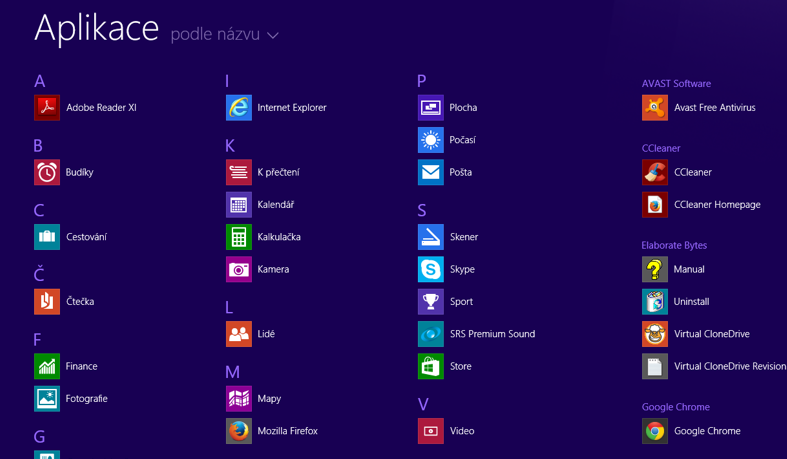 Aplikace podle názvu
A
Adobe Reader XI
B
Budíky
C
Cestování
Č
Čtečka
F
Finance
Fotografie
G
I
Internet Explorer
K
K přečtení
Kalendář
Kalkulačka
Kamera
L
Lidé
M
Mapy
Mozilla Firefox
P
Plocha
Počasí
Pošta
S
Skener
Skype
Sport
SRS Premium Sound
Store
V
Video
AVAST Software
Avast Free Antivirus
CCleaner
CCleaner
CCleaner Homepage
Elaborate Bytes
Manual
Uninstall
Virtual CloneDrive
Virtual CloneDrive Revision
Google Chrome
Google Chrome